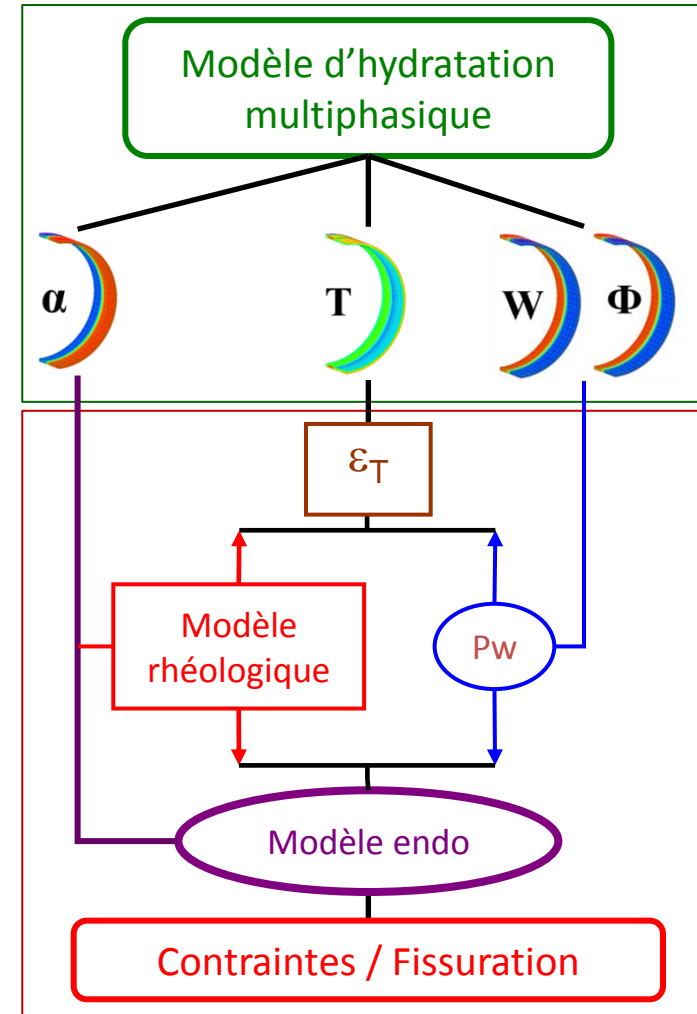 Modèle d'hydratation
multiphasique
α T W Φ
εT
Modèle
rhéologique
Pw
Modèle endo
Contraintes / Fissuration